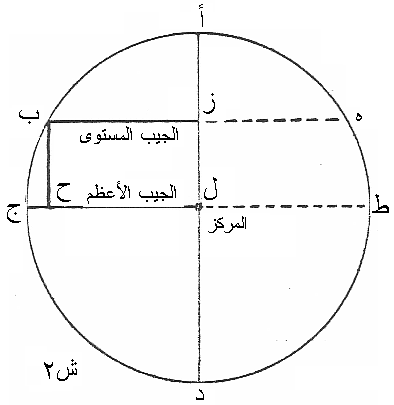 أ
ب ز ه
الجيب المستوى
ج ح الجيب الأعظم ل ط
المركز
ش٢
د